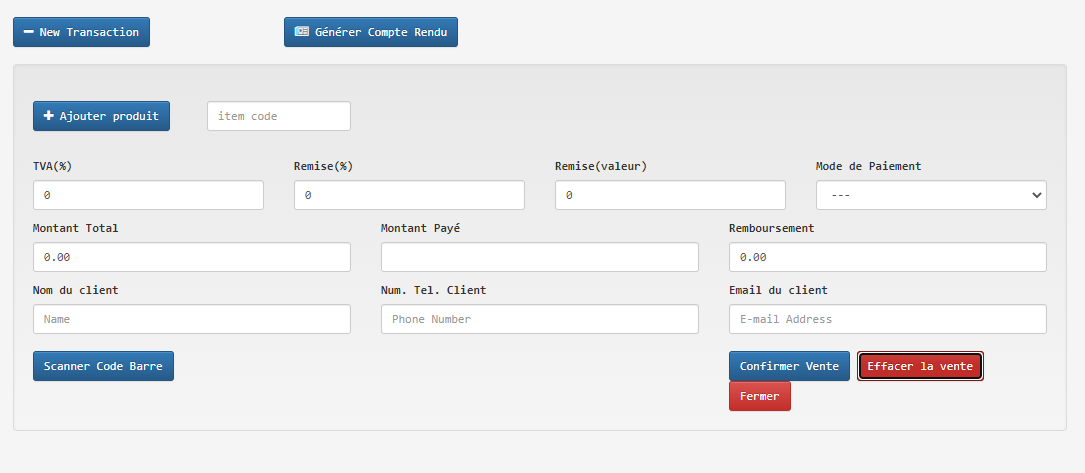 New Transaction
Générer Compte Rendu
Ajouter produit
item code
TVA(%)
Remise(%)
Remise(valeur)
Mode de Paiement
0
0
0
---
Montant Total
Montant Payé
Remboursement
0.00
0.00
Nom du client
Num. Tel. Client
Email du client
Name
Phone Number
E-mail Address
Scanner Code Barre
Confirmer Vente
Effacer la vente
Fermer